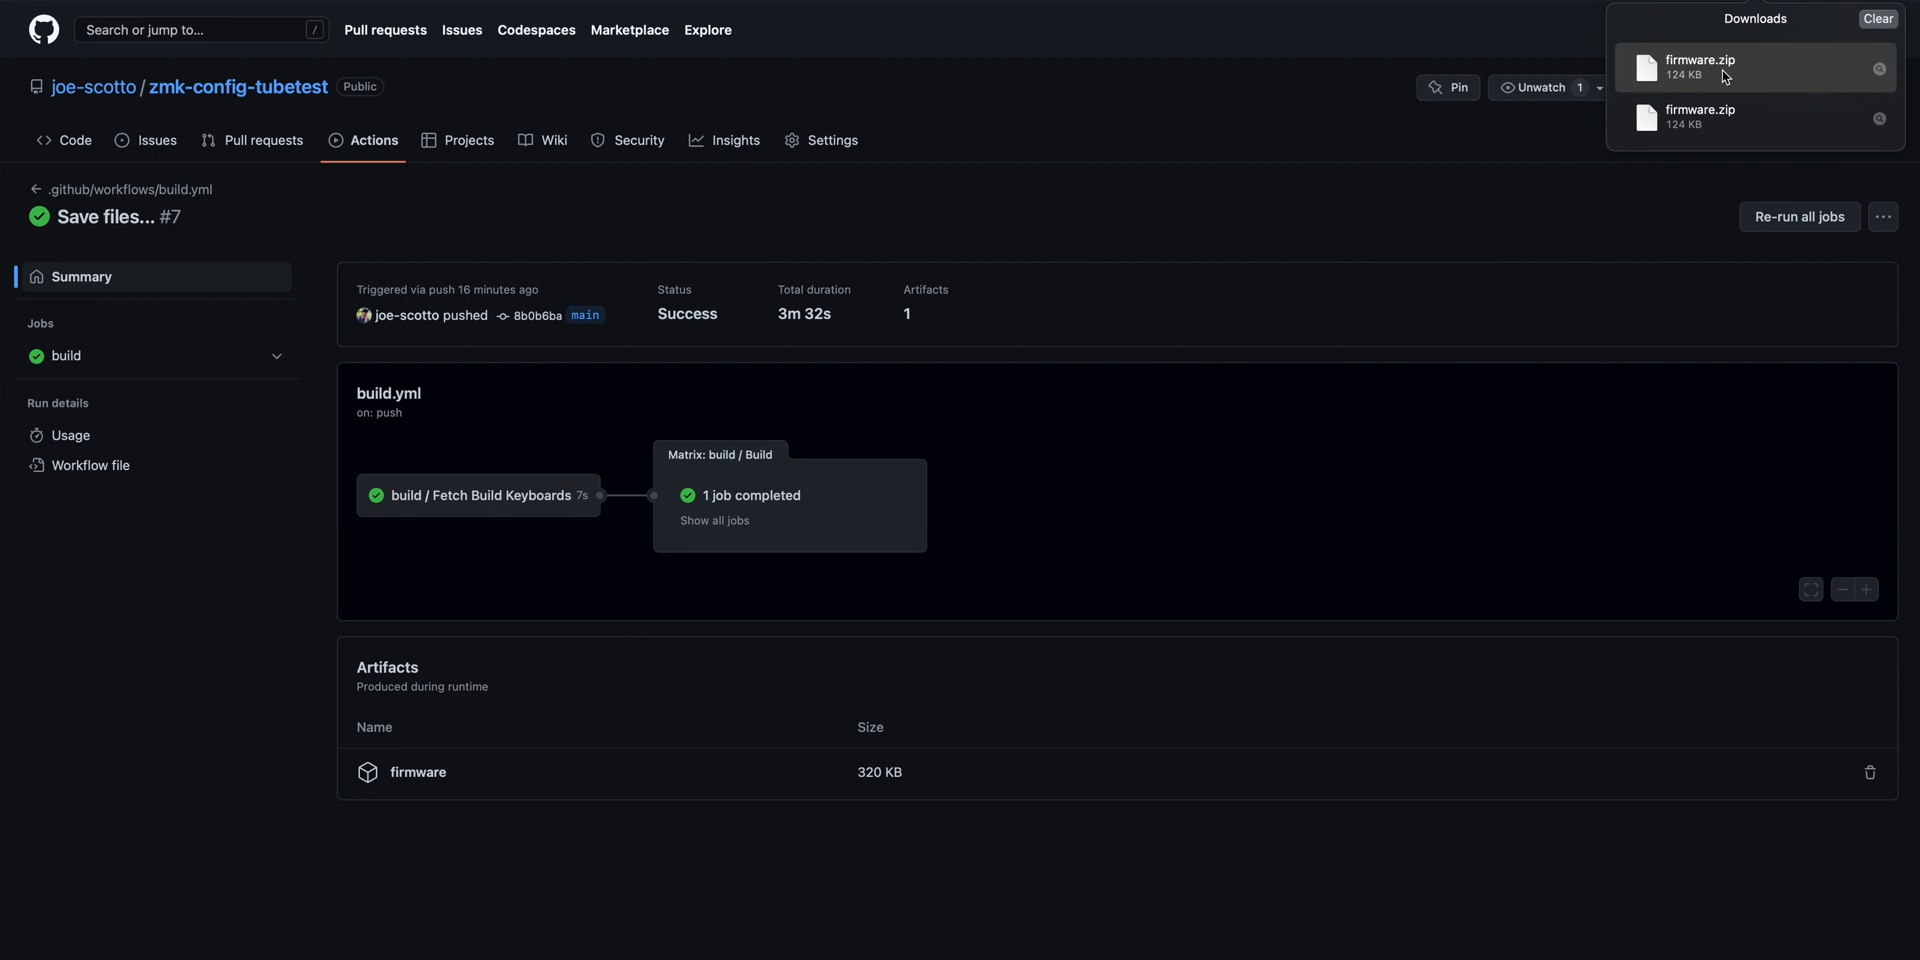 Search or jump to... /
Pull requests Issues Codespaces Marketplace Explore
Downloads Clear
firmware.zip
124 KB
firmware.zip
124 KB
joe-scotto / zmk-config-tubetest Public
Pin Unwatch 1
Code Issues Pull requests Actions Projects Wiki Security Insights Settings
.github/workflows/build.yml
Save files... #7
Re-run all jobs
Summary
Jobs
build
Run details
Usage
Workflow file
Triggered via push 16 minutes ago
joe-scotto pushed 8b0b6ba main
Status
Success
Total duration
3m 32s
Artifacts
1
build.yml
on: push
build / Fetch Build Keyboards 7s
Matrix: build / Build
1 job completed
Show all jobs
Artifacts
Produced during runtime
Name Size
firmware 320 KB